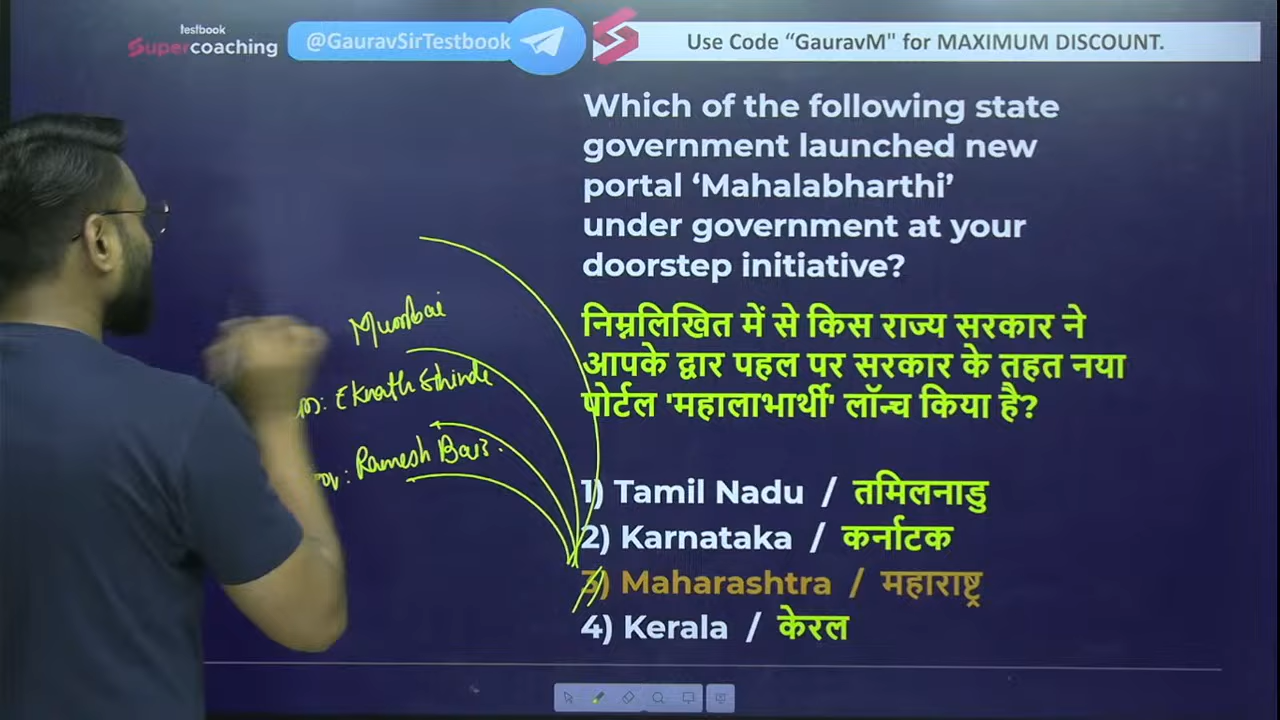 testbook
Supercoaching
@GauravSirTestbook
Use Code “GauravM" for MAXIMUM DISCOUNT.
Which of the following state
government launched new
portal ‘Mahalabharthi’
under government at your
doorstep initiative?
निम्नलिखित में से किस राज्य सरकार ने
आपके द्वार पहल पर सरकार के तहत नया
पोर्टल 'महालाभार्थी' लॉन्च किया है?
Mumbai
Eknath Shinde
Ramesh Bais
1) Tamil Nadu / तमिलनाडु
2) Karnataka / कर्नाटक
3) Maharashtra / महाराष्ट्र
4) Kerala / केरल